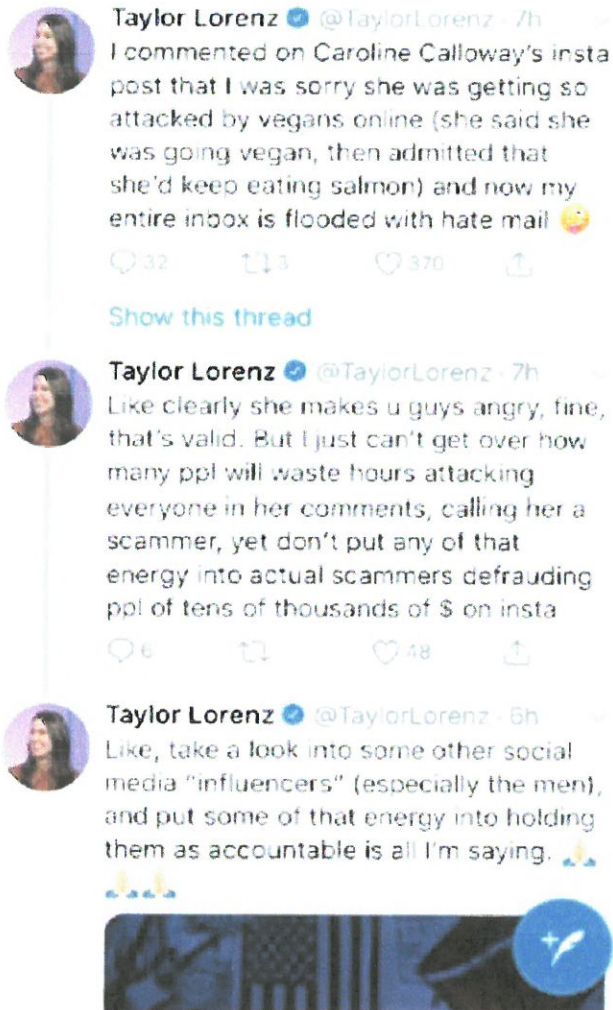 Taylor Lorenz @TaylorLorenz · 7h
I commented on Caroline Calloway's insta
post that I was sorry she was getting so
attacked by vegans online (she said she
was going vegan, then admitted that
she'd keep eating salmon) and now my
entire inbox is flooded with hate mail 🤪
32 3 370
Show this thread
Taylor Lorenz @TaylorLorenz · 7h
Like clearly she makes u guys angry, fine,
that's valid. But I just can't get over how
many ppl will waste hours attacking
everyone in her comments, calling her a
scammer, yet don't put any of that
energy into actual scammers defrauding
ppl of tens of thousands of $ on insta
6 48
Taylor Lorenz @TaylorLorenz · 6h
Like, take a look into some other social
media "influencers" (especially the men),
and put some of that energy into holding
them as accountable is all I'm saying. 🙏
🙏🙏